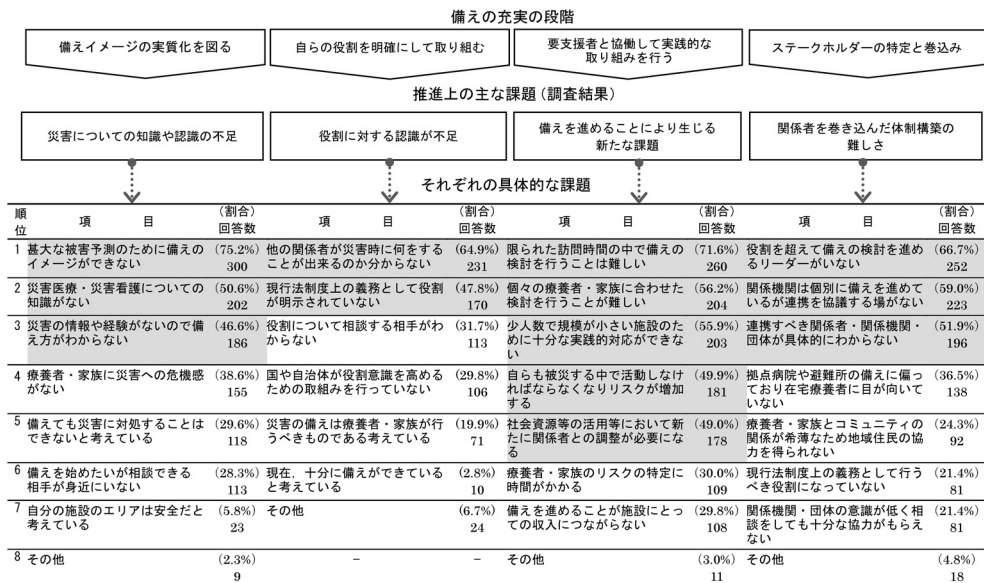 備えの充実の段階
備えイメージの実質化を図る
自らの役割を明確にして取り組む
要支援者と協働して実践的な
取り組みを行う
ステークホルダーの特定と巻込み
推進上の主な課題（調査結果）
災害についての知識や認識の不足
役割に対する認識が不足
備えを進めることにより生じる
新たな課題
関係者を巻き込んだ体制構築の
難しさ
それぞれの具体的な課題
順位 項　目 （割合）回答数 項　目 （割合）回答数 項　目 （割合）回答数 項　目 （割合）回答数
1 甚大な被害予測のために備えの （75.2%） 他の関係者が災害時に何をする （64.9%） 限られた訪問時間の中で備えの （71.6%） 役割を超えて備えの検討を進め （66.7%）
イメージができない 300 ことが出来るのか分からない 231 検討を行うことは難しい 260 るリーダーがいない 252
2 災害医療・災害看護についての （50.6%） 現行法制度上の義務として役割 （47.8%） 個々の療養者・家族に合わせた （56.2%） 関係機関は個別に備えを進めて （59.0%）
知識がない 202 が明示されていない 170 検討を行うことが難しい 204 いるが連携を協議する場がない 223
3 災害の情報や経験がないので備 （46.6%） 役割について相談する相手がわ （31.7%） 少人数で規模が小さい施設のた （55.9%） 連携すべき関係者・関係機関・ （51.9%）
え方がわからない 186 からない 113 めに十分な実践的対応ができな 203 団体が具体的にわからない 196
い
4 療養者・家族に災害への危機感 （38.6%） 国や自治体が役割意識を高める （29.8%） 自らも被災する中で活動しなけ （49.9%） 拠点病院や避難所の備えに偏っ （36.5%）
がない 155 ための取組みを行っていない 106 ればならなくなりリスクが増加 181 ており在宅療養者に目が向いて 138
する いない
5 備えても災害に対処することは （29.6%） 災害の備えは療養者・家族が行 （19.9%） 社会資源等の活用等において新 （49.0%） 療養者・家族とコミュニティの （24.3%）
できないと考えている 118 うべきものである考えている 71 たに関係者との調整が必要にな 178 関係が希薄なため地域住民の協 92
る 力を得られない
6 備えを始めたいが相談できる （28.3%） 現在，十分に備えができている （2.8%） 療養者・家族のリスクの特定に （30.0%） 現行法制度上の義務として行う （21.4%）
相手が身近にいない 113 と考えている 10 時間がかかる 109 べき役割になっていない 81
7 自分の施設のエリアは安全だと （5.8%） その他 （6.7%） 備えを進めることが施設にとっ （29.8%） 関係機関・団体の意識が低く相 （21.4%）
考えている 23 24 ての収入につながらない 108 談をしても十分な協力がもらえ 81
ない
8 その他 （2.3%） － － その他 （3.0%） その他 （4.8%）
9 11 18